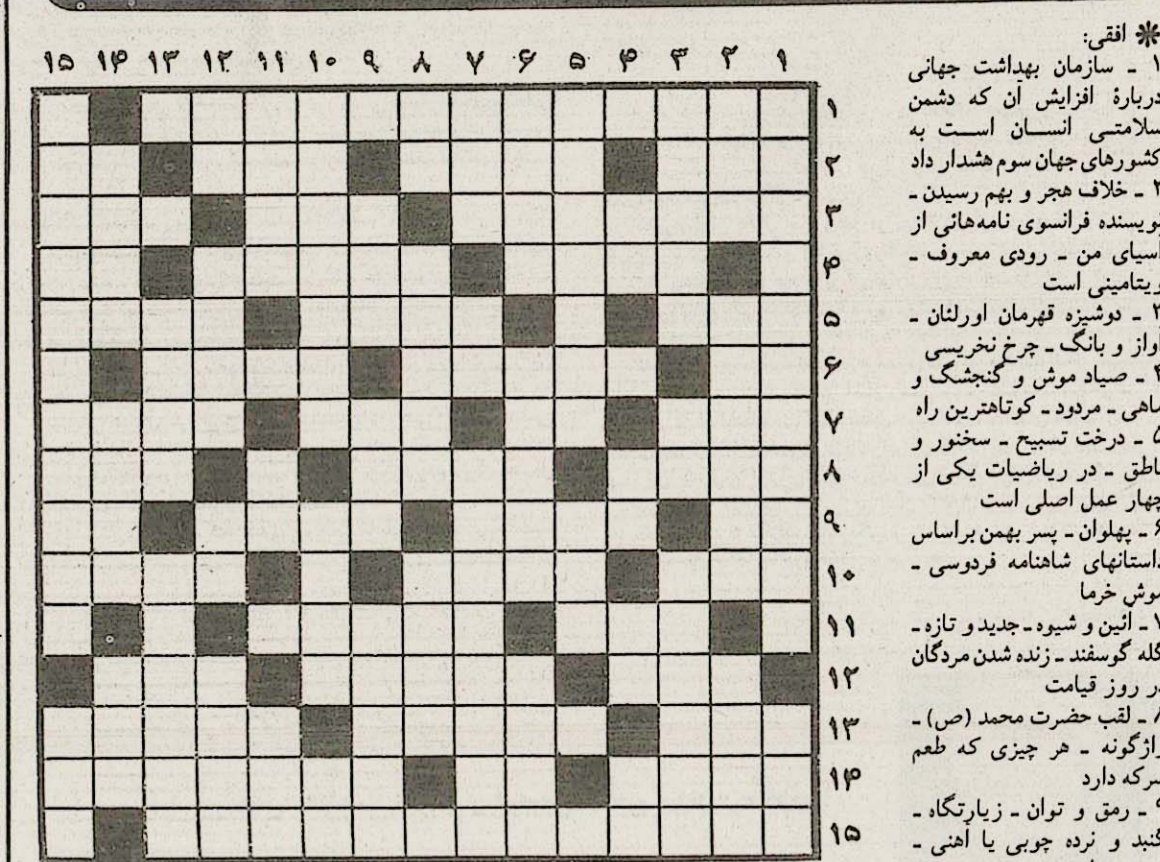 ✻ افقی:
۱ ـ سازمان بهداشت جهانی
دربارهٔ افزایش ان که دشمن
سلامتی انسان است به
کشورهای جهان سوم هشدار داد
۲ ـ خلاف هجر و بهم رسیدن ـ
نویسنده فرانسوی نامه‌هائی از
آسیای من ـ رودی معروف ـ
ویتامینی است
۳ ـ دوشیزه قهرمان اورلئان ـ
آواز و بانگ ـ چرخ نخریسی
۴ ـ صیاد موش و گنجشگ و
ماهی ـ مردود ـ کوتاهترین راه
۵ ـ درخت تسبیح ـ سخنور و
ناطق ـ در ریاضیات یکی از
چهار عمل اصلی است
۶ ـ پهلوان ـ پسر بهمن براساس
داستانهای شاهنامه فردوسی ـ
موش خرما
۷ ـ آئین و شیوه ـ جدید و تازه ـ
گله گوسفند ـ زنده شدن مردگان
در روز قیامت
۸ ـ لقب حضرت محمد (ص) ـ
واژگونه ـ هر چیزی که طعم
سرکه دارد
۹ ـ رمق و توان ـ زیارتگاه ـ
گنبد و نرده چوبی یا آهنی ـ
۱۵ ۱۴ ۱۳ ۱۲ ۱۱ ۱۰ ۹ ۸ ۷ ۶ ۵ ۴ ۳ ۲ ۱
۱
۲
۳
۴
۵
۶
۷
۸
۹
۱۰
۱۱
۱۲
۱۳
۱۴
۱۵